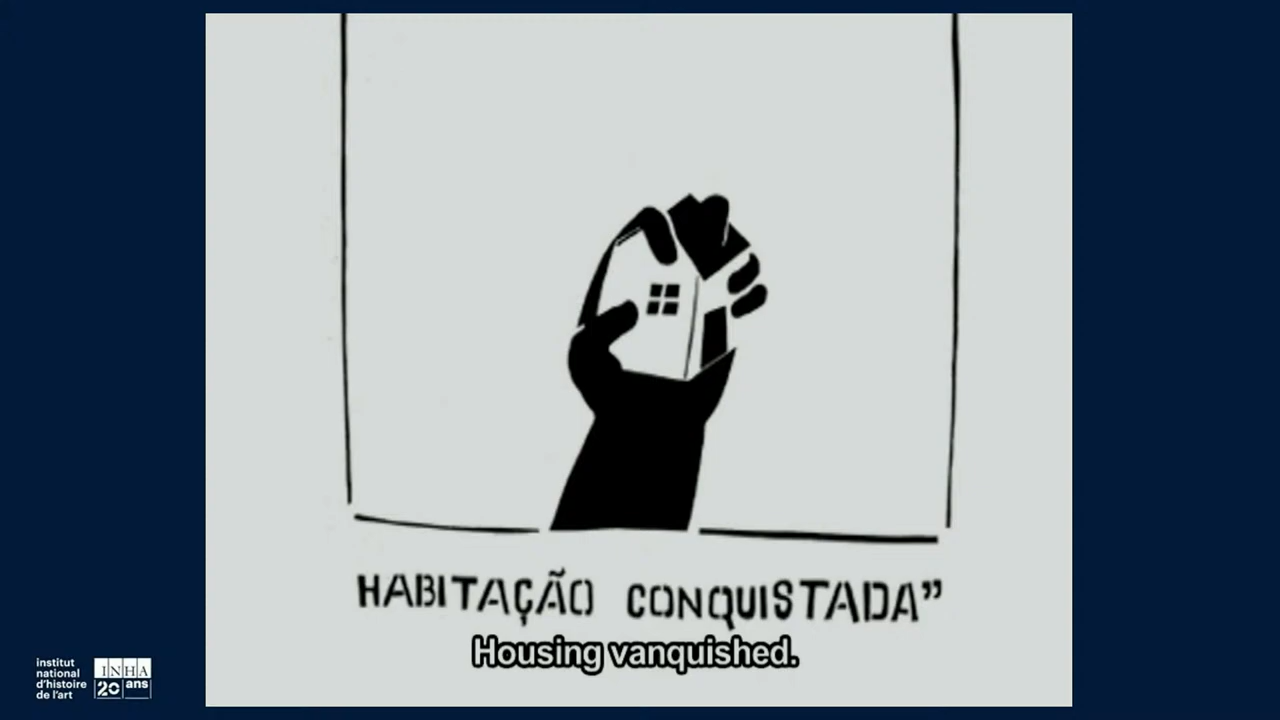 HABITAÇÃO CONQUISTADA”
Housing vanquished.
institut
national
d'histoire
de l'art
INHA
20 ans